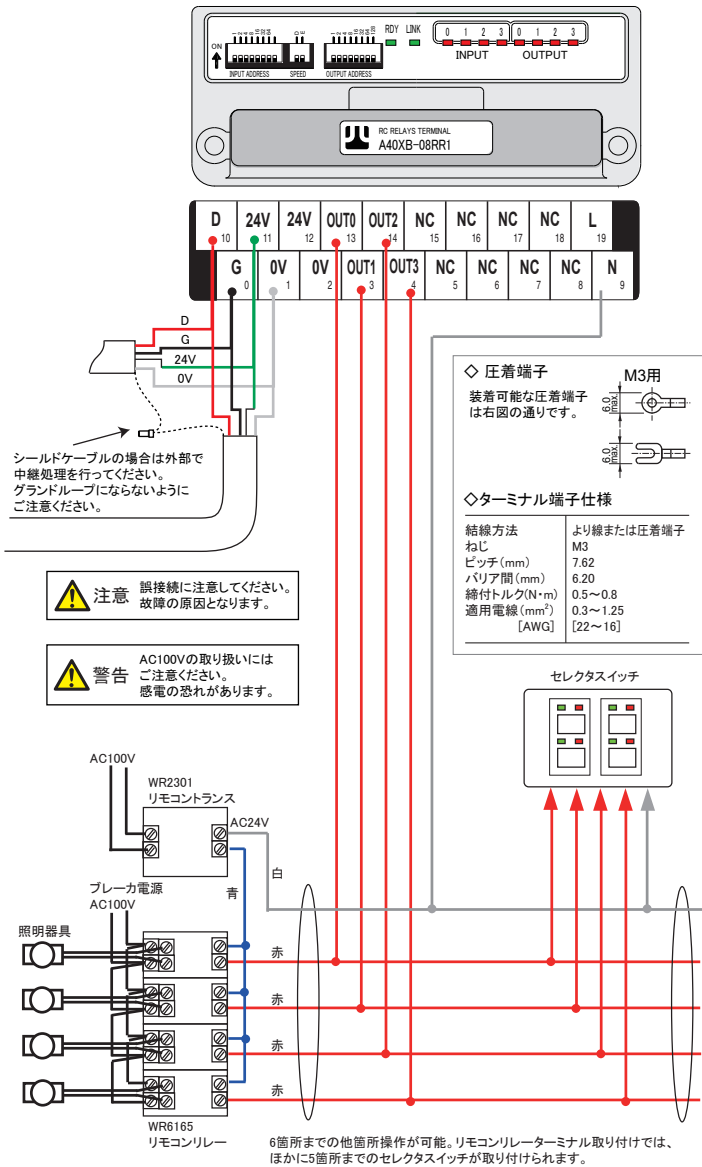 ON
1 2 4 8 16 32 64
D E
1 2 4 8 16 32 64 128
INPUT ADDRESS
SPEED
OUTPUT ADDRESS
RDY LINK
0 1 2 3 0 1 2 3
INPUT OUTPUT
RC RELAYS TERMINAL
A40XB-08RR1
D 24V 24V OUT0 OUT2 NC NC NC NC L
10 11 12 13 14 15 16 17 18 19
G 0V 0V OUT1 OUT3 NC NC NC NC N
0 1 2 3 4 5 6 7 8 9
D
G
24V
0V
シールドケーブルの場合は外部で
中継処理を行ってください。
グランドループにならないように
ご注意ください。
◇ 圧着端子
M3用
装着可能な圧着端子
は右図の通りです。
6.0 max.
6.0 max.
◇ターミナル端子仕様
結線方法 より線または圧着端子
ねじ M3
ピッチ(mm) 7.62
バリア間(mm) 6.20
締付トルク(N・m) 0.5～0.8
適用電線(mm²) 0.3～1.25
[AWG] [22～16]
注意
誤接続に注意してください。
故障の原因となります。
警告
AC100Vの取り扱いには
ご注意ください。
感電の恐れがあります。
セレクタスイッチ
AC100V
WR2301
リモコントランス
AC24V
白
青
ブレーカ電源
AC100V
照明器具
赤
赤
赤
赤
WR6165
リモコンリレー
6箇所までの他箇所操作が可能。リモコンリレーターミナル取り付けでは、
ほかに5箇所までのセレクタスイッチが取り付けられます。